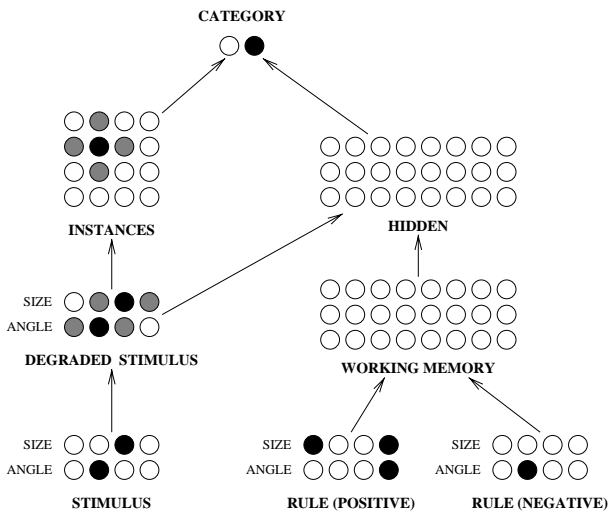 CATEGORY
INSTANCES
HIDDEN
SIZE
ANGLE
DEGRADED STIMULUS
WORKING MEMORY
SIZE
ANGLE
STIMULUS
SIZE
ANGLE
RULE (POSITIVE)
SIZE
ANGLE
RULE (NEGATIVE)